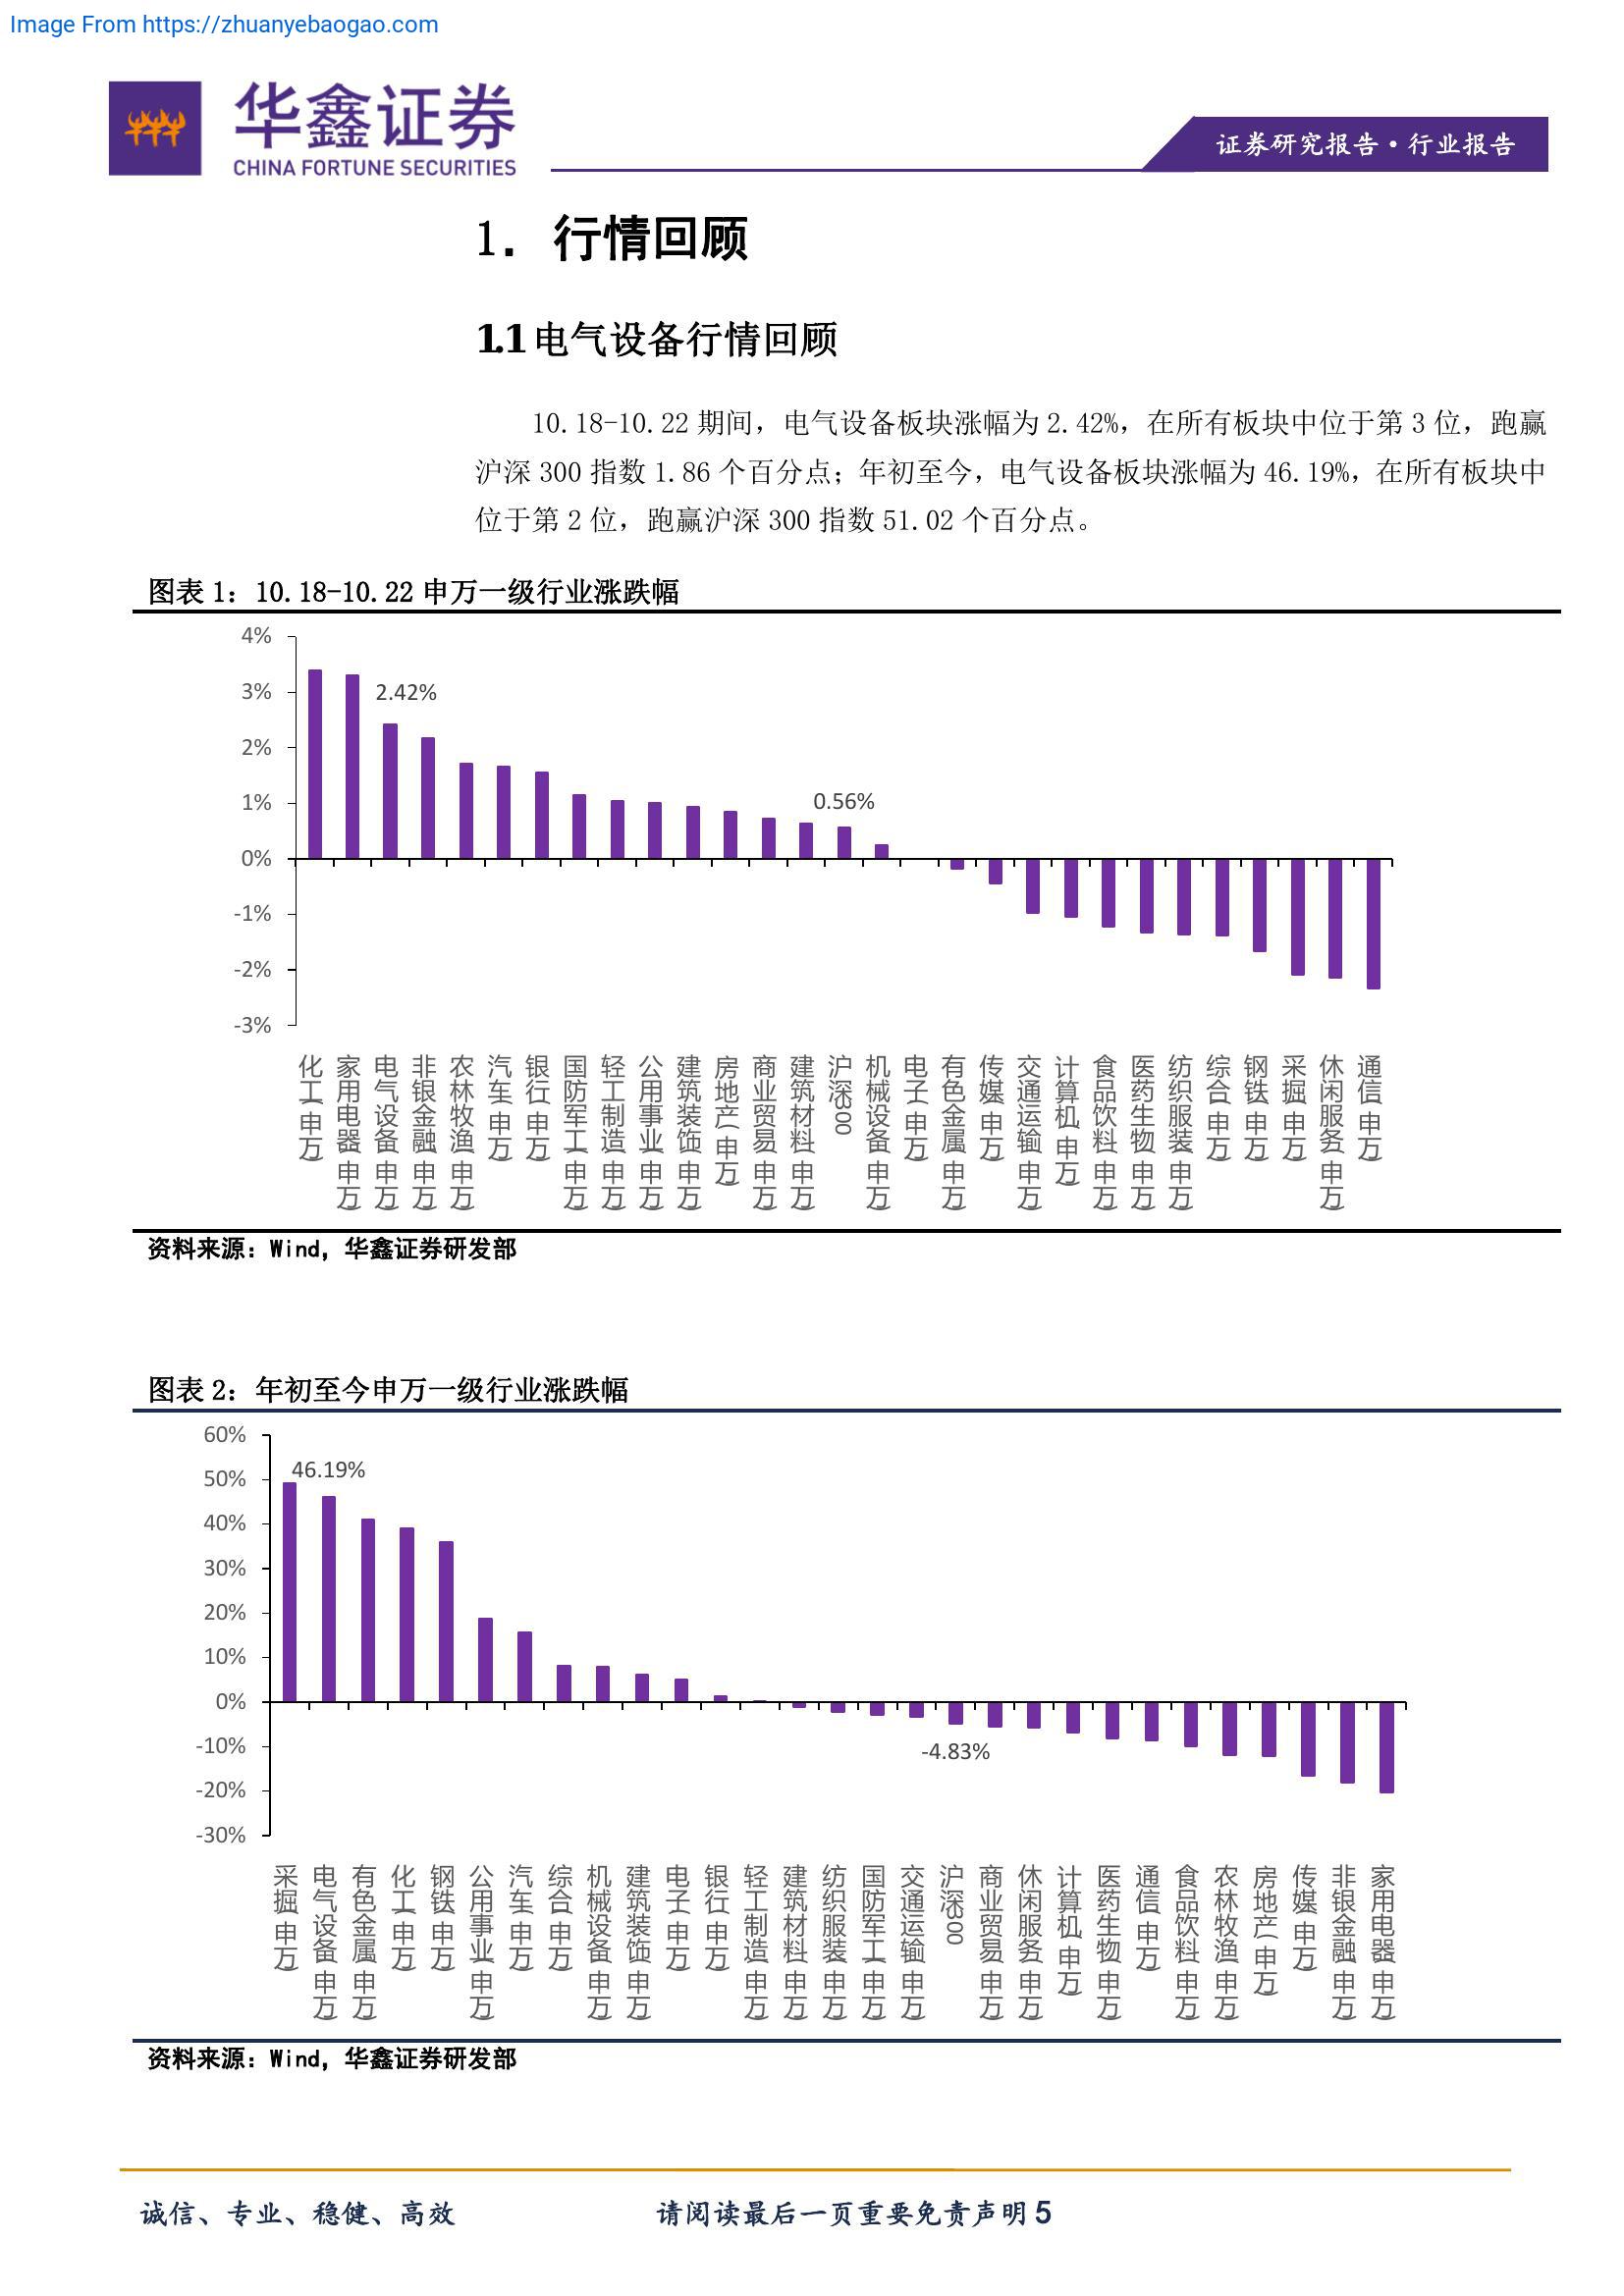 Image From https://zhuanyebaogao.com
华鑫证券
CHINA FORTUNE SECURITIES
证券研究报告·行业报告
1. 行情回顾
1.1 电气设备行情回顾
10.18-10.22 期间，电气设备板块涨幅为 2.42%，在所有板块中位于第 3 位，跑赢
沪深 300 指数 1.86 个百分点；年初至今，电气设备板块涨幅为 46.19%，在所有板块中
位于第 2 位，跑赢沪深 300 指数 51.02 个百分点。
图表 1：10.18-10.22 申万一级行业涨跌幅
4%
3%
2%
1%
0%
-1%
-2%
-3%
2.42%
0.56%
化工(申万)
家用电器(申万)
电气设备(申万)
非银金融(申万)
农林牧渔(申万)
汽车(申万)
银行(申万)
国防军工(申万)
轻工制造(申万)
公用事业(申万)
建筑装饰(申万)
房地产(申万)
商业贸易(申万)
建筑材料(申万)
沪深300
机械设备(申万)
电子(申万)
有色金属(申万)
传媒(申万)
交通运输(申万)
计算机(申万)
食品饮料(申万)
医药生物(申万)
纺织服装(申万)
综合(申万)
钢铁(申万)
采掘(申万)
休闲服务(申万)
通信(申万)
资料来源：Wind，华鑫证券研发部
图表 2：年初至今申万一级行业涨跌幅
60%
50%
40%
30%
20%
10%
0%
-10%
-20%
-30%
46.19%
-4.83%
采掘(申万)
电气设备(申万)
有色金属(申万)
化工(申万)
钢铁(申万)
公用事业(申万)
汽车(申万)
综合(申万)
机械设备(申万)
建筑装饰(申万)
电子(申万)
银行(申万)
轻工制造(申万)
建筑材料(申万)
纺织服装(申万)
国防军工(申万)
交通运输(申万)
沪深300
商业贸易(申万)
休闲服务(申万)
计算机(申万)
医药生物(申万)
通信(申万)
食品饮料(申万)
农林牧渔(申万)
房地产(申万)
传媒(申万)
非银金融(申万)
家用电器(申万)
资料来源：Wind，华鑫证券研发部
诚信、专业、稳健、高效
请阅读最后一页重要免责声明 5